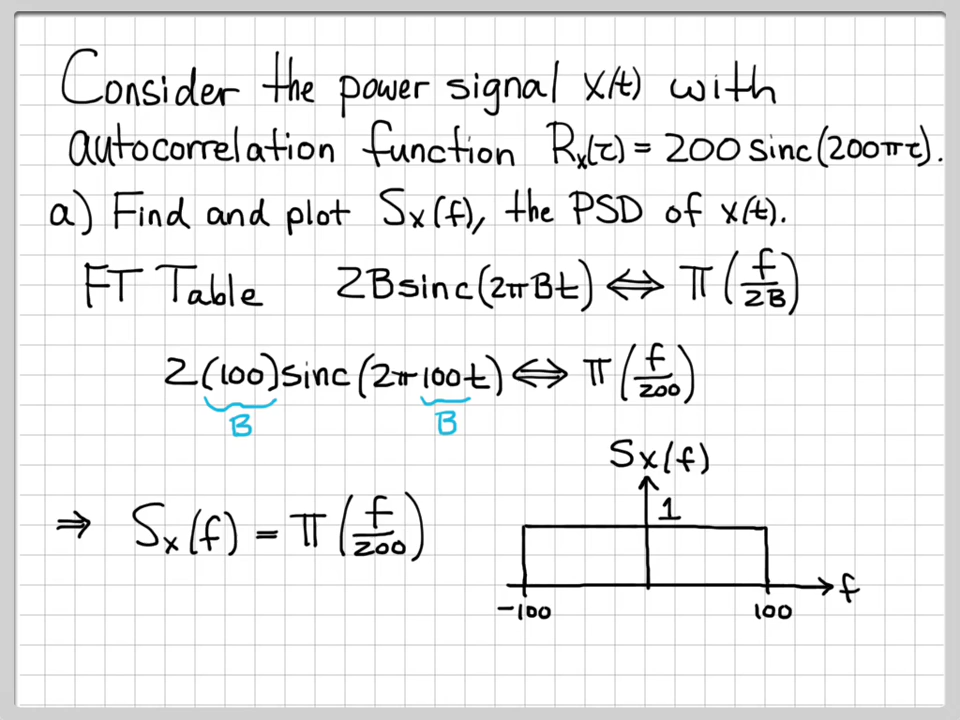 Consider the power signal x(t) with
autocorrelation function Rₓ(τ) = 200 sinc(200πτ).
a) Find and plot Sₓ(f), the PSD of x(t).
FT Table 2B sinc(2πBt) ⇔ Π(f/2B)
2(100) sinc(2π100t) ⇔ Π(f/200)
B B
Sx(f)
⇒ Sₓ(f) = Π(f/200)
1
f
-100 100